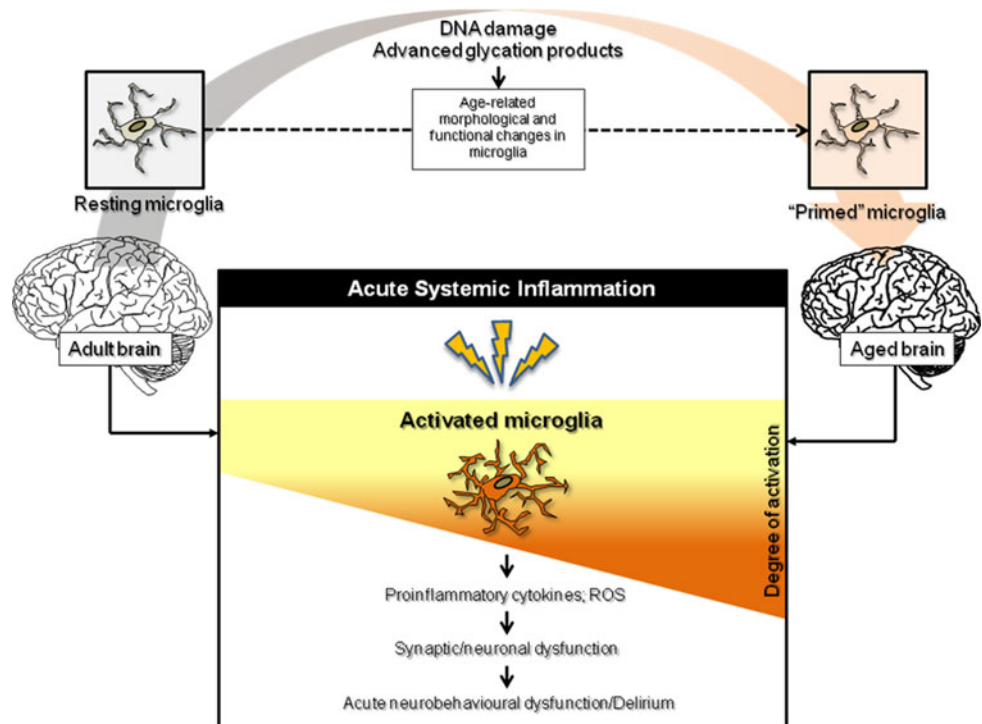 DNA damage
Advanced glycation products
Age-related
morphological and
functional changes in
microglia
Resting microglia
“Primed” microglia
Adult brain
Aged brain
Acute Systemic Inflammation
Activated microglia
Degree of activation
Proinflammatory cytokines; ROS
Synaptic/neuronal dysfunction
Acute neurobehavioural dysfunction/Delirium